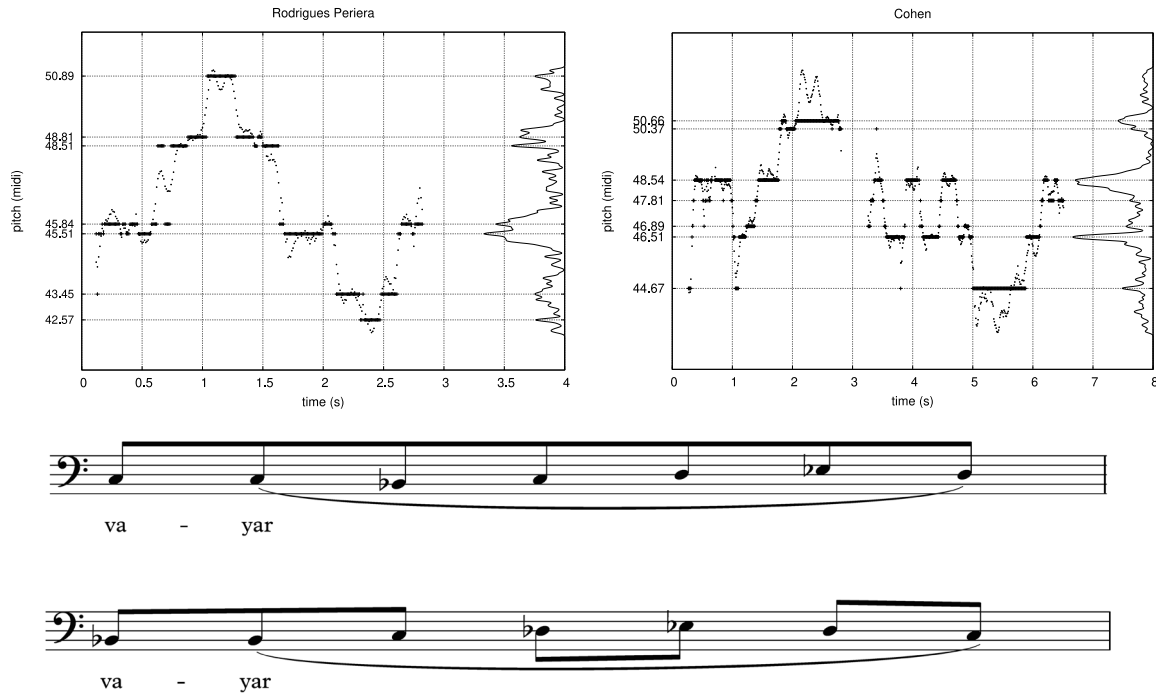 Rodrigues Periera
pitch (midi)
50.89
48.81
48.51
45.84
45.51
43.45
42.57
0 0.5 1 1.5 2 2.5 3 3.5 4
time (s)
Cohen
pitch (midi)
50.66
50.37
48.54
47.81
46.89
46.51
44.67
0 1 2 3 4 5 6 7 8
time (s)
va - yar
va - yar